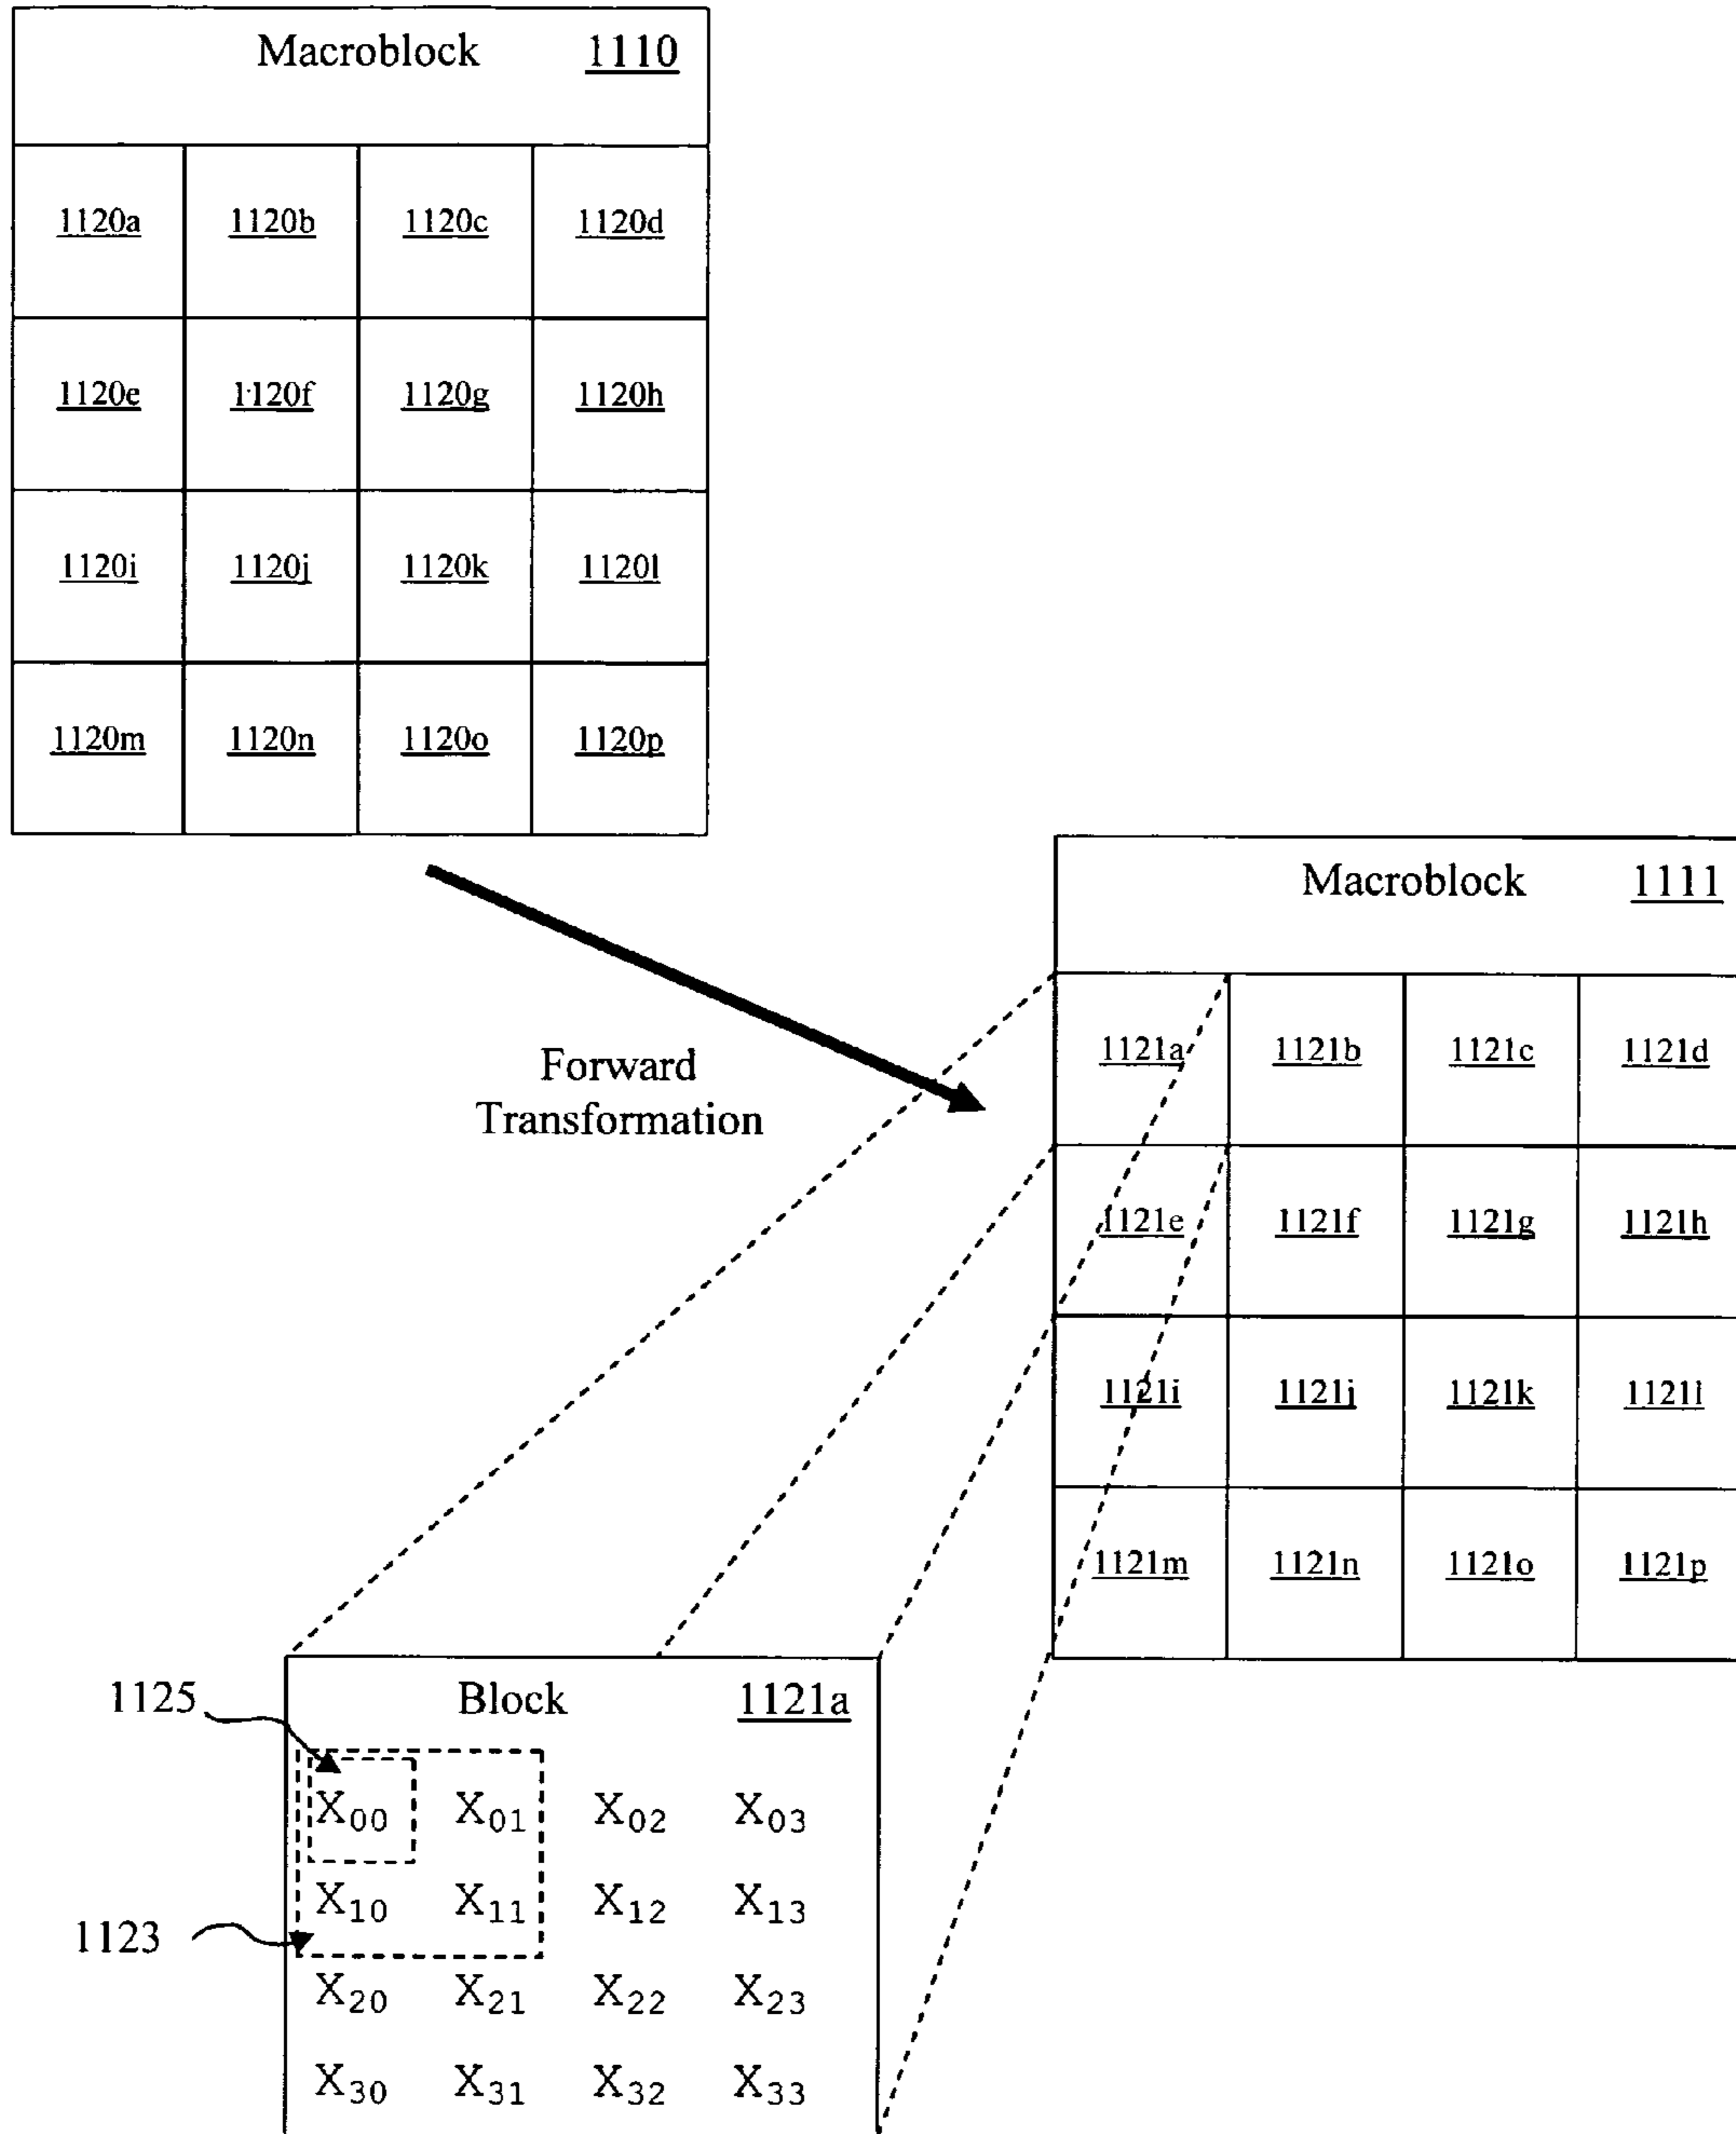 Macroblock 1110
1120a 1120b 1120c 1120d
1120e 1120f 1120g 1120h
1120i 1120j 1120k 1120l
1120m 1120n 1120o 1120p
Forward
Transformation
Macroblock 1111
1121a 1121b 1121c 1121d
1121e 1121f 1121g 1121h
1121i 1121j 1121k 1121l
1121m 1121n 1121o 1121p
1125
1123
Block 1121a
X00 X01 X02 X03
X10 X11 X12 X13
X20 X21 X22 X23
X30 X31 X32 X33